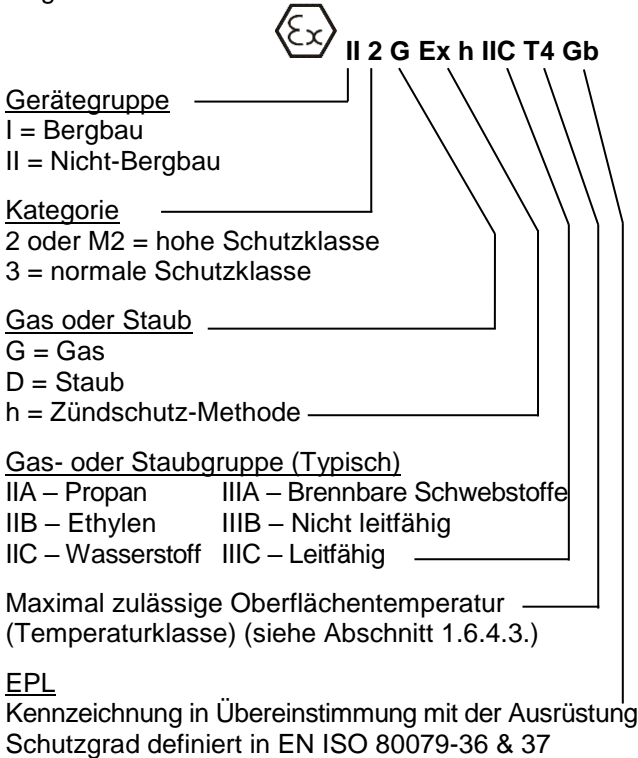 Ex II 2 G Ex h IIC T4 Gb
Gerätegruppe
I = Bergbau
II = Nicht-Bergbau
Kategorie
2 oder M2 = hohe Schutzklasse
3 = normale Schutzklasse
Gas oder Staub
G = Gas
D = Staub
h = Zündschutz-Methode
Gas- oder Staubgruppe (Typisch)
IIA – Propan IIIA – Brennbare Schwebstoffe
IIB – Ethylen IIIB – Nicht leitfähig
IIC – Wasserstoff IIIC – Leitfähig
Maximal zulässige Oberflächentemperatur
(Temperaturklasse) (siehe Abschnitt 1.6.4.3.)
EPL
Kennzeichnung in Übereinstimmung mit der Ausrüstung
Schutzgrad definiert in EN ISO 80079-36 & 37